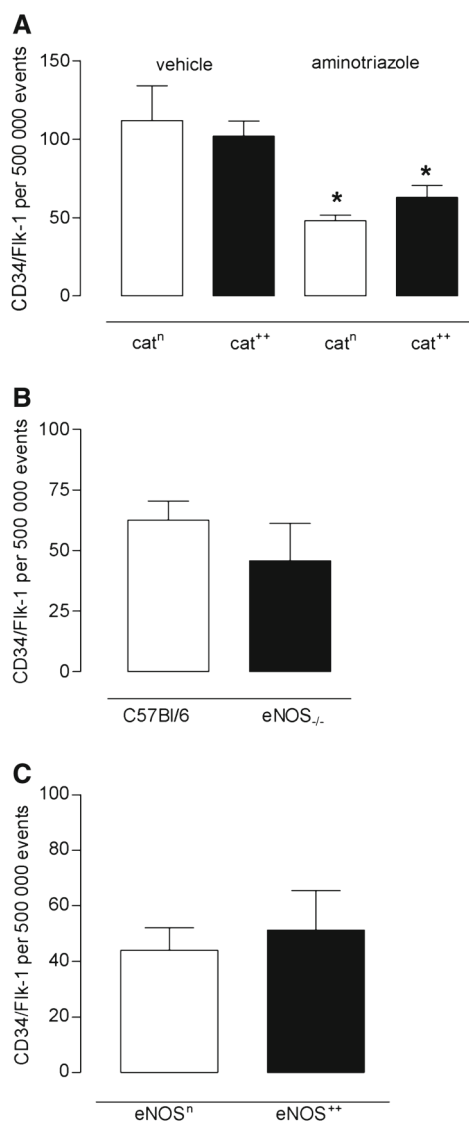 A
CD34/Flk-1 per 500 000 events
150
100
50
0
vehicle
aminotriazole
*
*
catⁿ
cat⁺⁺
catⁿ
cat⁺⁺
B
CD34/Flk-1 per 500 000 events
100
75
50
25
0
C57Bl/6
eNOS₋/₋
C
CD34/Flk-1 per 500 000 events
100
80
60
40
20
0
eNOSⁿ
eNOS⁺⁺